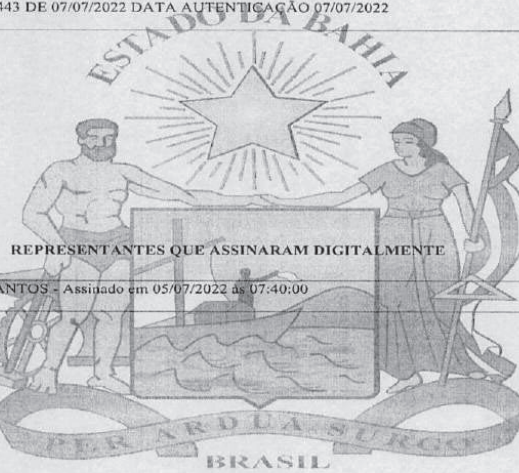 443 DE 07/07/2022 DATA AUTENTICAÇÃO 07/07/2022
ESTADO DA BAHIA
REPRESENTANTES QUE ASSINARAM DIGITALMENTE
ANTOS - Assinado em 05/07/2022 às 07:40:00
PER ARDUA SURGO
BRASIL